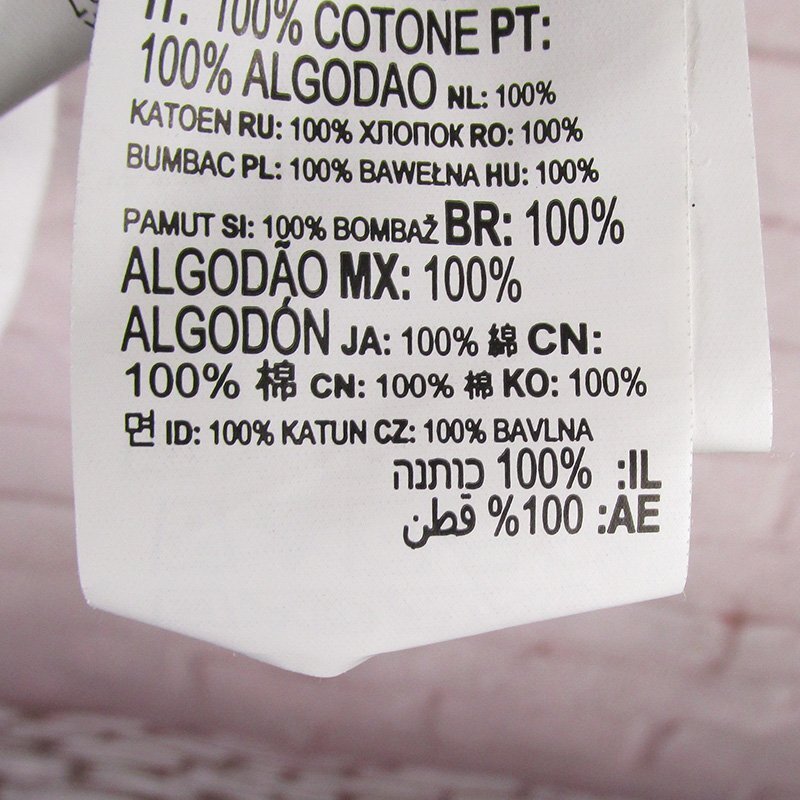 IT: 100% COTONE PT:
100% ALGODAO NL: 100%
KATOEN RU: 100% ХЛОПОК RO: 100%
BUMBAC PL: 100% BAWEŁNA HU: 100%
PAMUT SI: 100% BOMBAŽ BR: 100%
ALGODÃO MX: 100%
ALGODÓN JA: 100% 綿 CN:
100% 棉 CN: 100% 棉 KO: 100%
면 ID: 100% KATUN CZ: 100% BAVLNA
IL: 100% כותנה
AE: 100% قطن